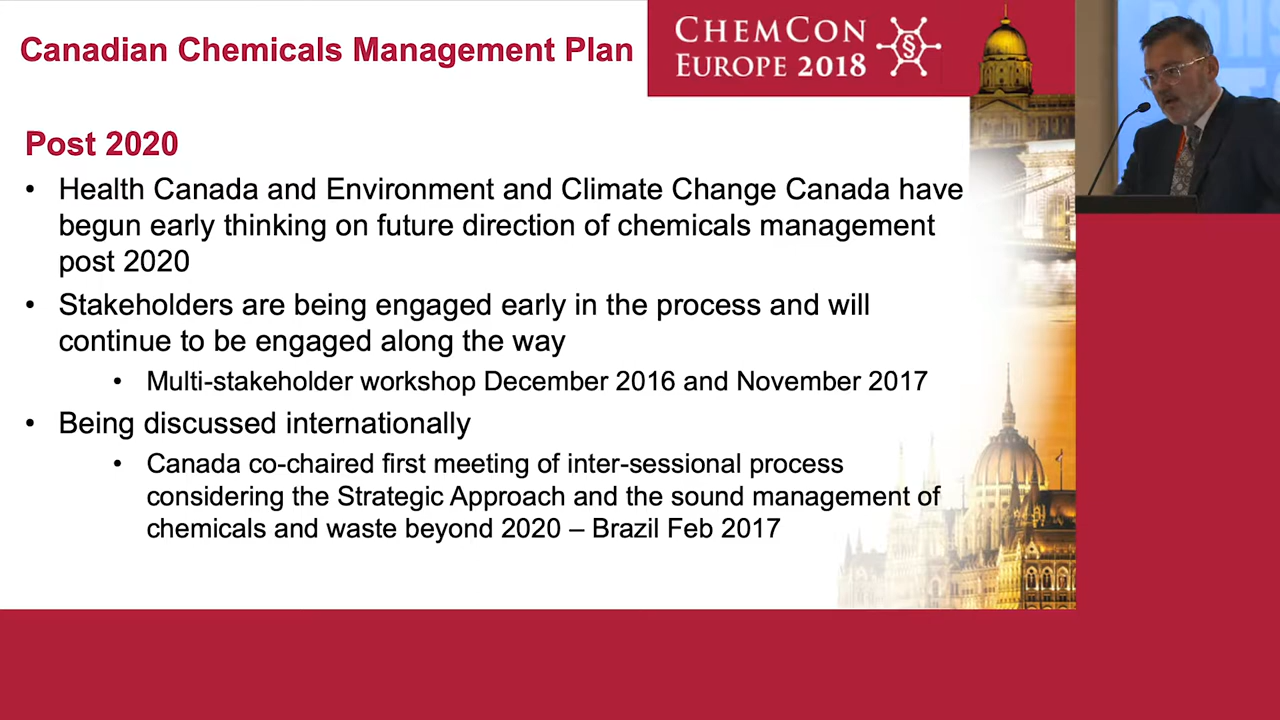 Canadian Chemicals Management Plan
CHEMCON
EUROPE 2018
§
Post 2020
• Health Canada and Environment and Climate Change Canada have
begun early thinking on future direction of chemicals management
post 2020
• Stakeholders are being engaged early in the process and will
continue to be engaged along the way
• Multi-stakeholder workshop December 2016 and November 2017
• Being discussed internationally
• Canada co-chaired first meeting of inter-sessional process
considering the Strategic Approach and the sound management of
chemicals and waste beyond 2020 – Brazil Feb 2017